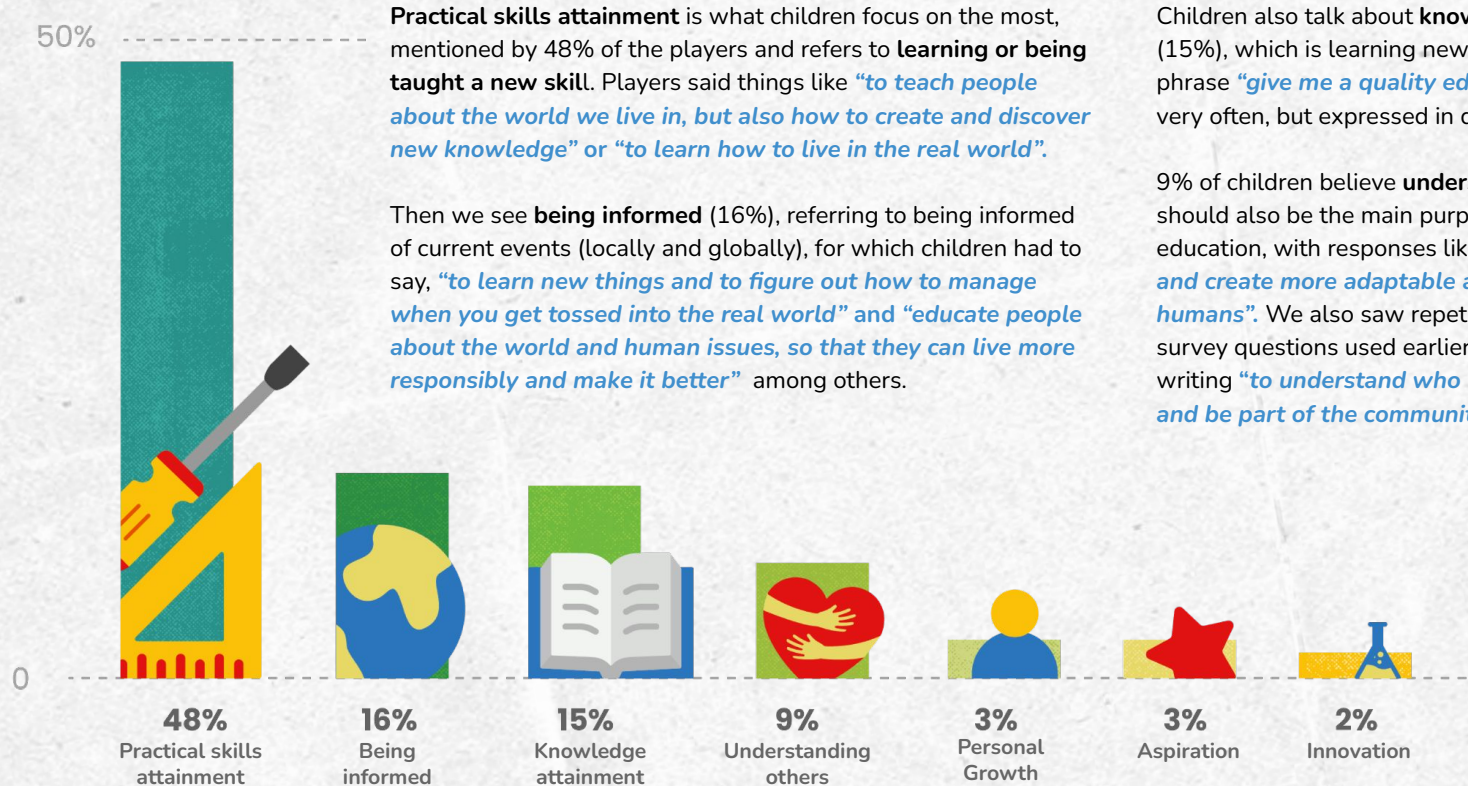 50%
Practical skills attainment is what children focus on the most,
mentioned by 48% of the players and refers to learning or being
taught a new skill. Players said things like “to teach people
about the world we live in, but also how to create and discover
new knowledge” or “to learn how to live in the real world”.
Then we see being informed (16%), referring to being informed
of current events (locally and globally), for which children had to
say, “to learn new things and to figure out how to manage
when you get tossed into the real world” and “educate people
about the world and human issues, so that they can live more
responsibly and make it better” among others.
Children also talk about
(15%), which is learning new
phrase “give me a quality
very often, but expressed in
9% of children believe
should also be the main
education, with responses
and create more adaptable
humans”. We also saw
survey questions used earlier
writing “to understand who
and be part of the
0
48%
Practical skills
attainment
16%
Being
informed
15%
Knowledge
attainment
9%
Understanding
others
3%
Personal
Growth
3%
Aspiration
2%
Innovation